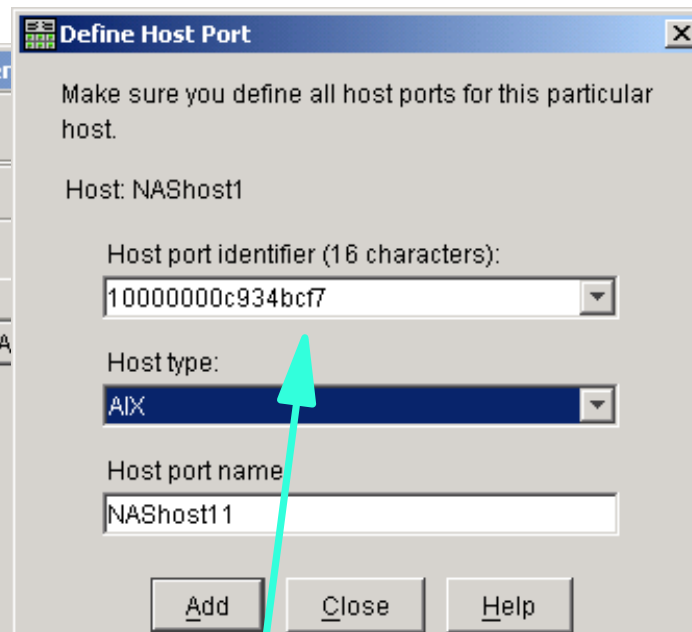 Define Host Port
er
Make sure you define all host ports for this particular
host.
Host: NAShost1
Host port identifier (16 characters):
10000000c934bcf7
A
Host type:
AIX
Host port name
NAShost11
Add Close Help